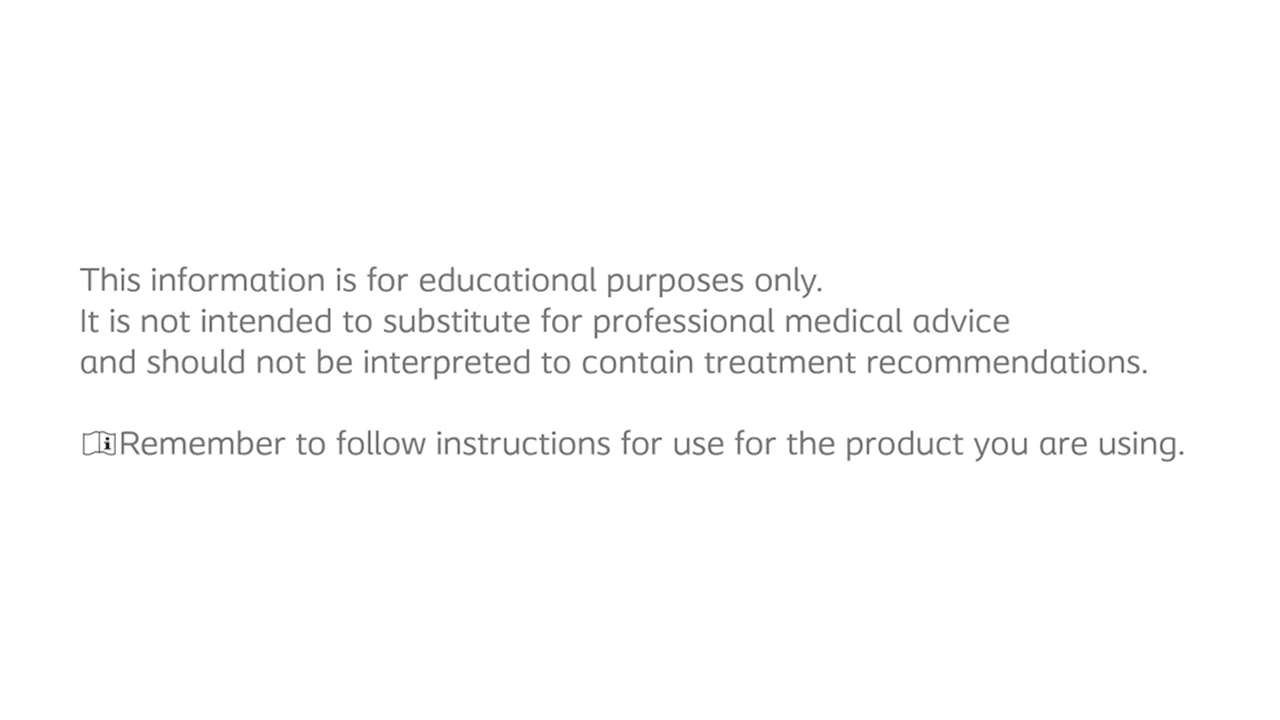 This information is for educational purposes only.
It is not intended to substitute for professional medical advice
and should not be interpreted to contain treatment recommendations.
Remember to follow instructions for use for the product you are using.